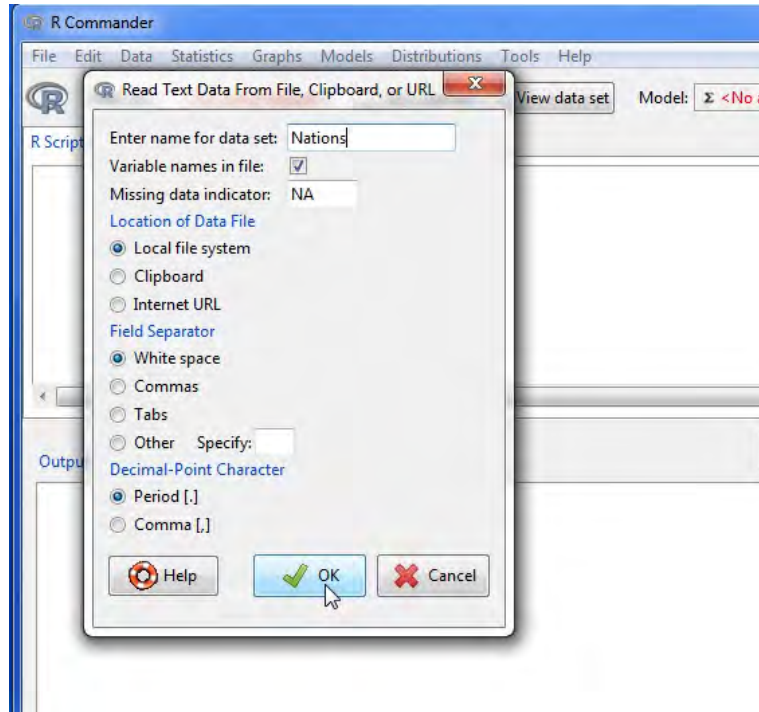 R Commander
File Edit Data Statistics Graphs Models Distributions Tools Help
Read Text Data From File, Clipboard, or URL
View data set Model: Σ <No
R Script
Enter name for data set: Nations
Variable names in file:
Missing data indicator: NA
Location of Data File
Local file system
Clipboard
Internet URL
Field Separator
White space
Commas
Tabs
Other Specify:
Outpu
Decimal-Point Character
Period [.]
Comma [,]
Help OK Cancel